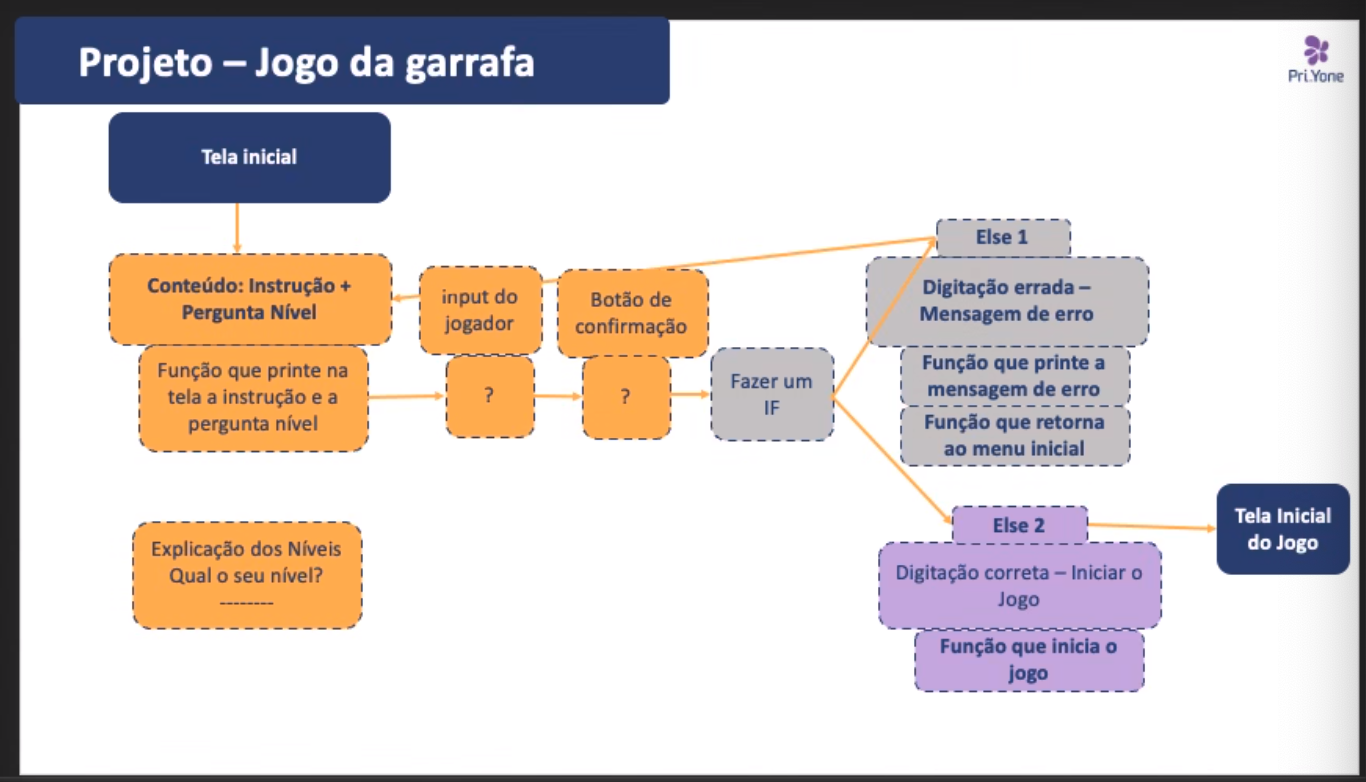 Projeto – Jogo da garrafa
Pri.Yone
Tela inicial
Conteúdo: Instrução +
Pergunta Nível
Função que printe na
tela a instrução e a
pergunta nível
input do
jogador
?
Botão de
confirmação
?
Fazer um
IF
Else 1
Digitação errada –
Mensagem de erro
Função que printe a
mensagem de erro
Função que retorna
ao menu inicial
Else 2
Digitação correta – Iniciar o
Jogo
Função que inicia o
jogo
Tela Inicial
do Jogo
Explicação dos Níveis
Qual o seu nível?
--------